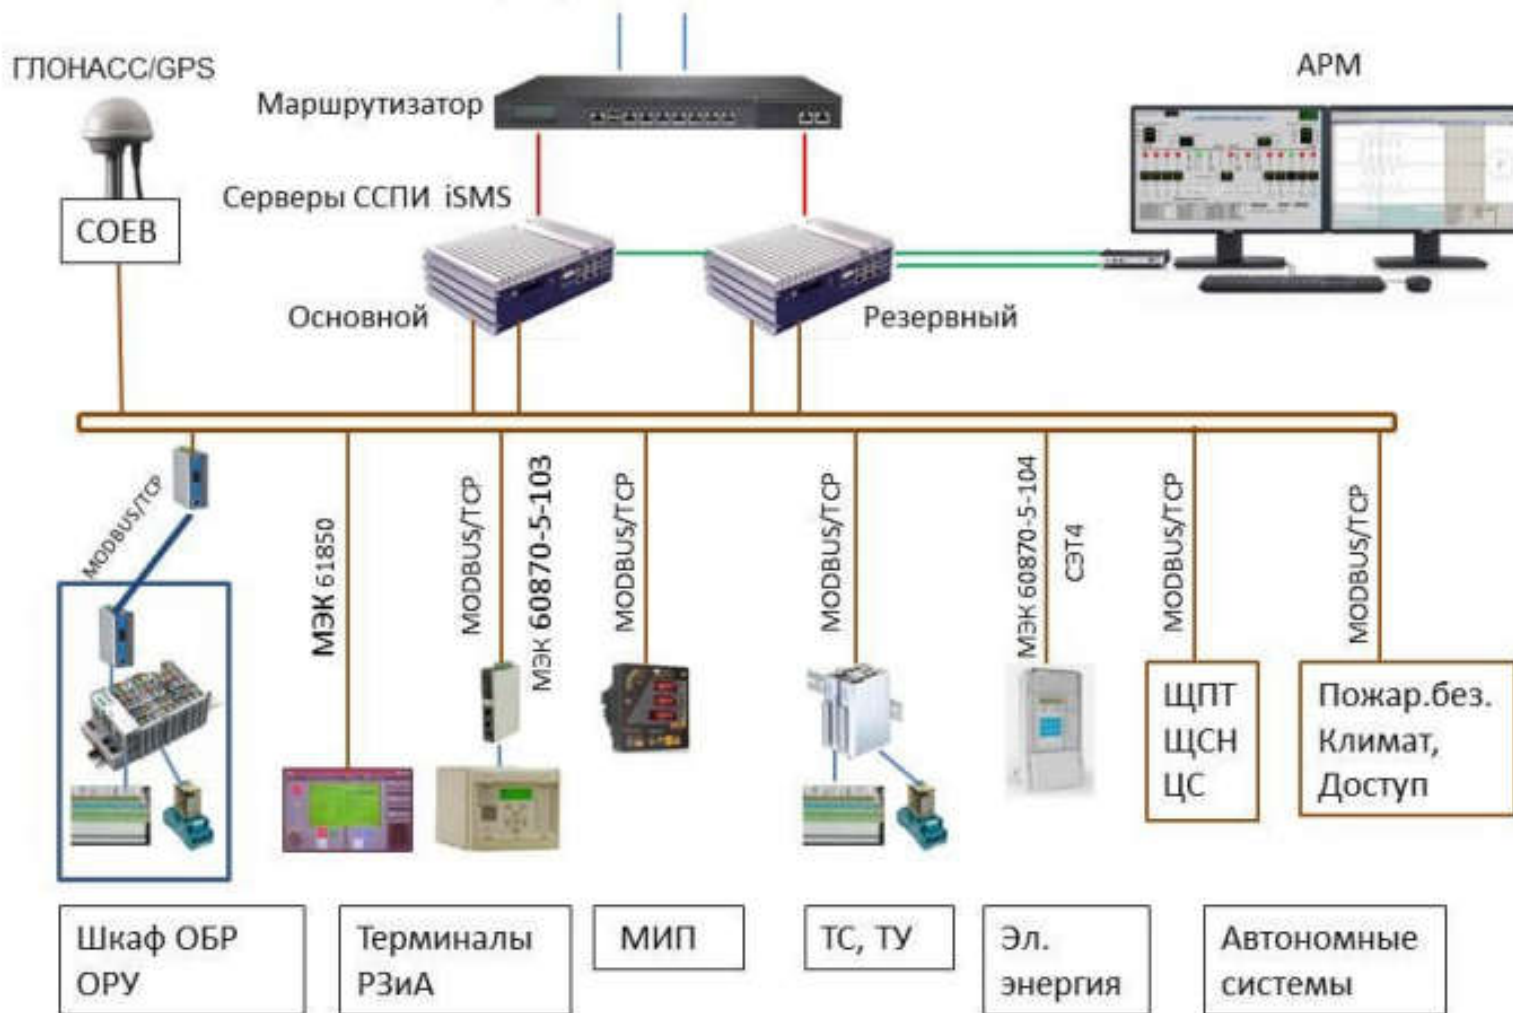 ГЛОНАСС/GPS
СОЕВ
Маршрутизатор
АРМ
Серверы ССПИ iSMS
Основной
Резервный
MODBUS/TCP
МЭК 61850
MODBUS/TCP
МЭК 60870-5-103
MODBUS/TCP
MODBUS/TCP
МЭК 60870-5-104
СЭТ4
MODBUS/TCP
MODBUS/TCP
ЩПТ
ЩСН
ЦС
Пожар.без.
Климат,
Доступ
Шкаф ОБР
ОРУ
Терминалы
РЗиА
МИП
ТС, ТУ
Эл.
энергия
Автономные
системы